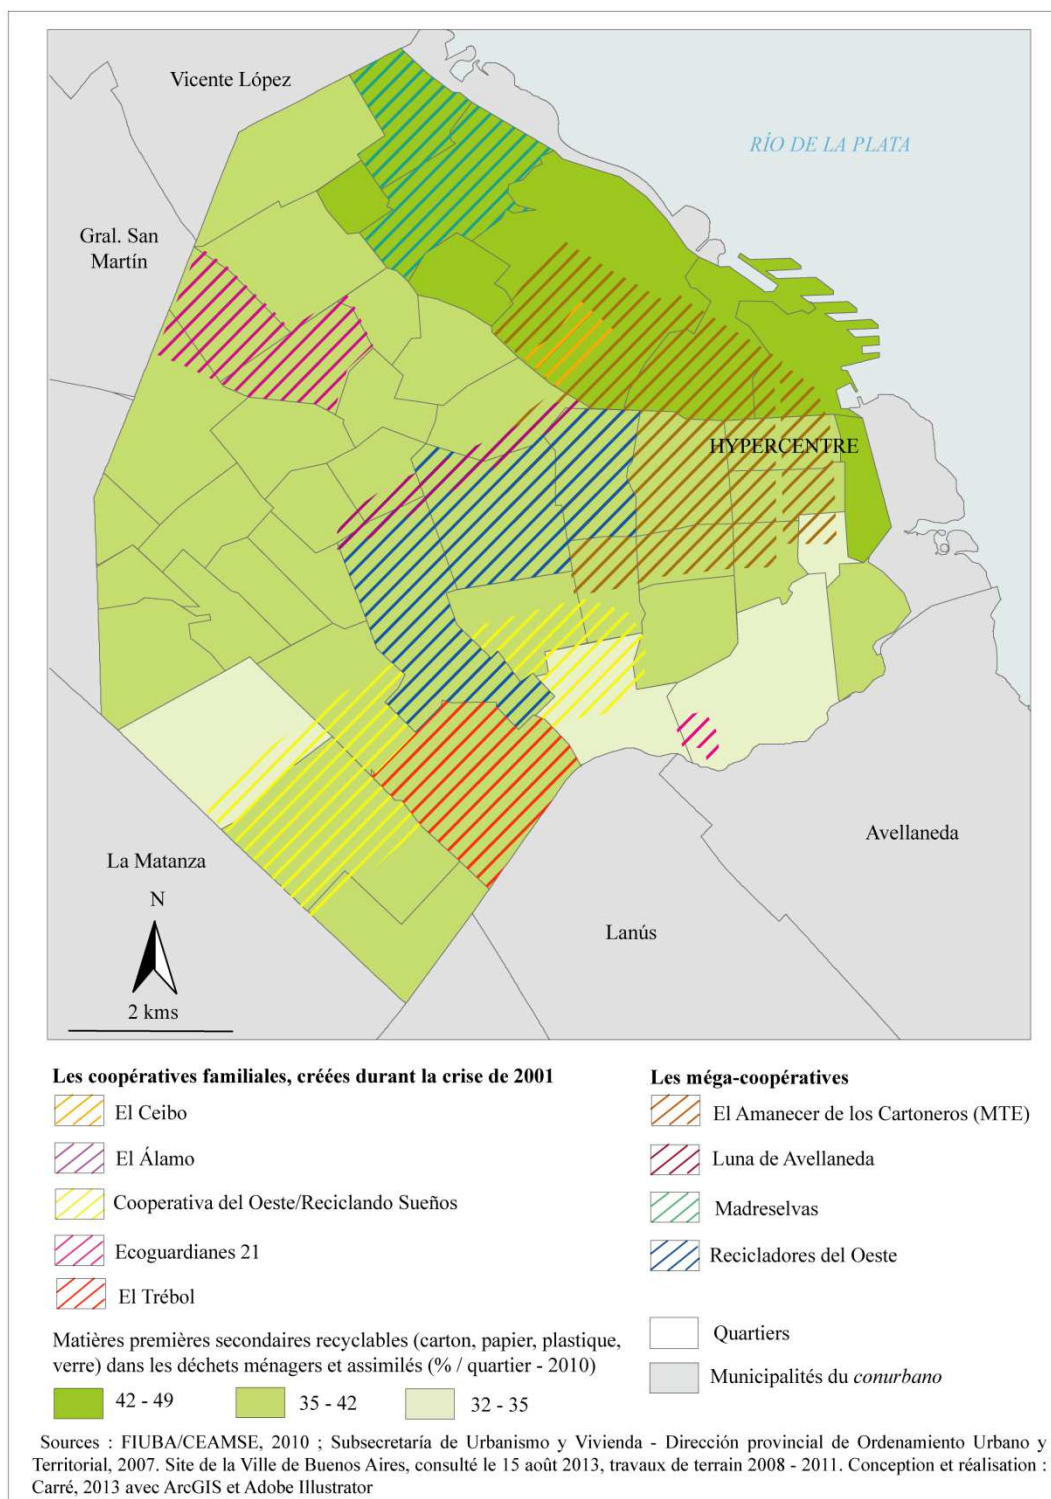 Vicente López
RÍO DE LA PLATA
Gral. San
Martín
HYPERCENTRE
Avellaneda
La Matanza
Lanús
N
2 kms
Les coopératives familiales, créées durant la crise de 2001
El Ceibo
El Álamo
Cooperativa del Oeste/Reciclando Sueños
Ecoguardianes 21
El Trébol
Matières premières secondaires recyclables (carton, papier, plastique,
verre) dans les déchets ménagers et assimilés (% / quartier - 2010)
42 - 49
35 - 42
32 - 35
Les méga-coopératives
El Amanecer de los Cartoneros (MTE)
Luna de Avellaneda
Madreselvas
Recicladores del Oeste
Quartiers
Municipalités du conurbano
Sources : FIUBA/CEAMSE, 2010 ; Subsecretaría de Urbanismo y Vivienda - Dirección provincial de Ordenamiento Urbano y
Territorial, 2007. Site de la Ville de Buenos Aires, consulté le 15 août 2013, travaux de terrain 2008 - 2011. Conception et réalisation :
Carré, 2013 avec ArcGIS et Adobe Illustrator